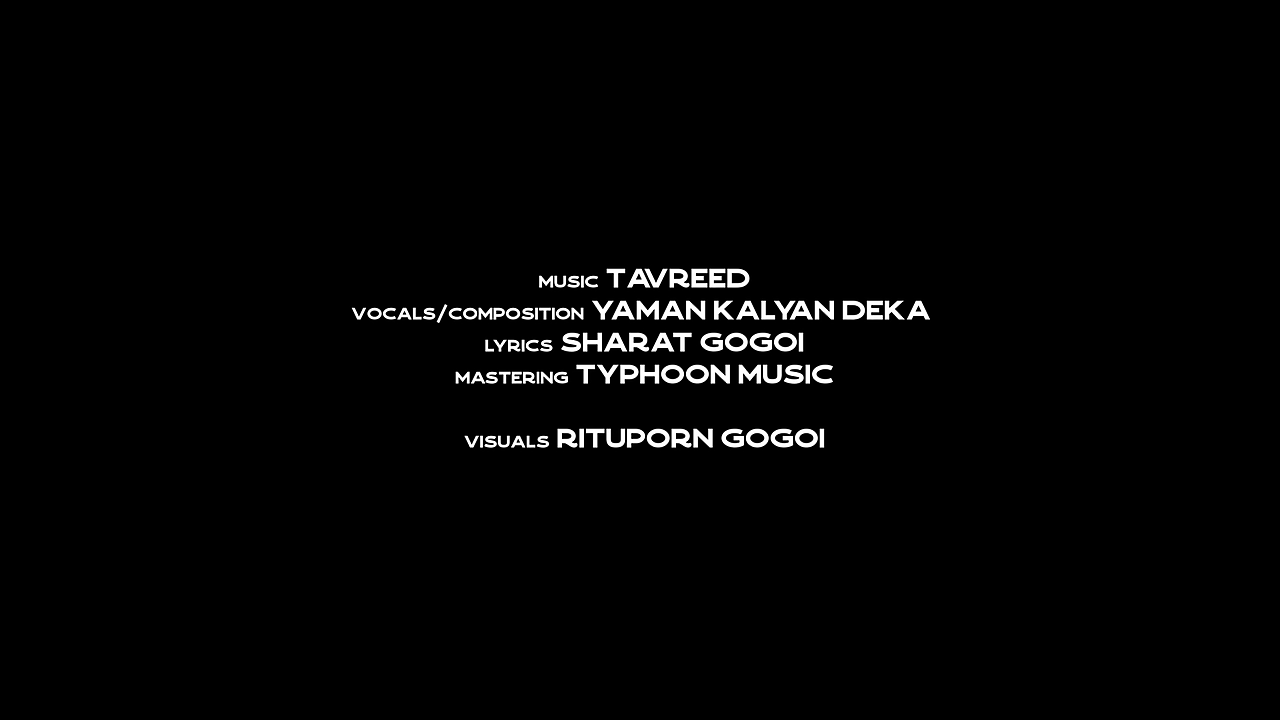 MUSIC TAVREED
VOCALS/COMPOSITION YAMAN KALYAN DEKA
LYRICS SHARAT GOGOI
MASTERING TYPHOON MUSIC
VISUALS RITUPORN GOGOI